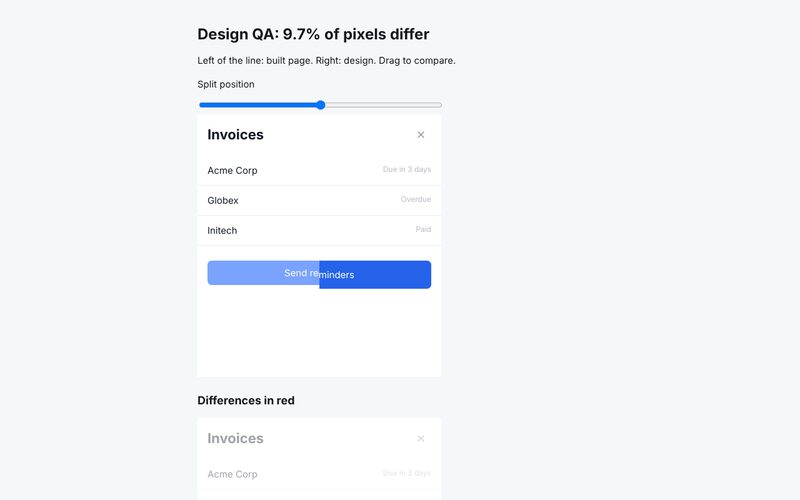 Design QA: 9.7% of pixels differ
Left of the line: built page. Right: design. Drag to compare.
Split position
Invoices ×
Acme Corp Due in 3 days
Globex Overdue
Initech Paid
Send reminders
Differences in red
Invoices ×
Acme Corp Due in 3 days